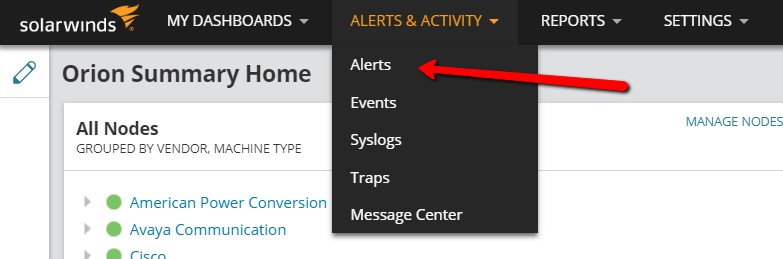 solarwinds
MY DASHBOARDS ALERTS & ACTIVITY REPORTS SETTINGS
Alerts
Events
Syslogs
Traps
Message Center
Orion Summary Home
All Nodes
GROUPED BY VENDOR, MACHINE TYPE
MANAGE NODES
American Power Conversion
Avaya Communication
Cisco